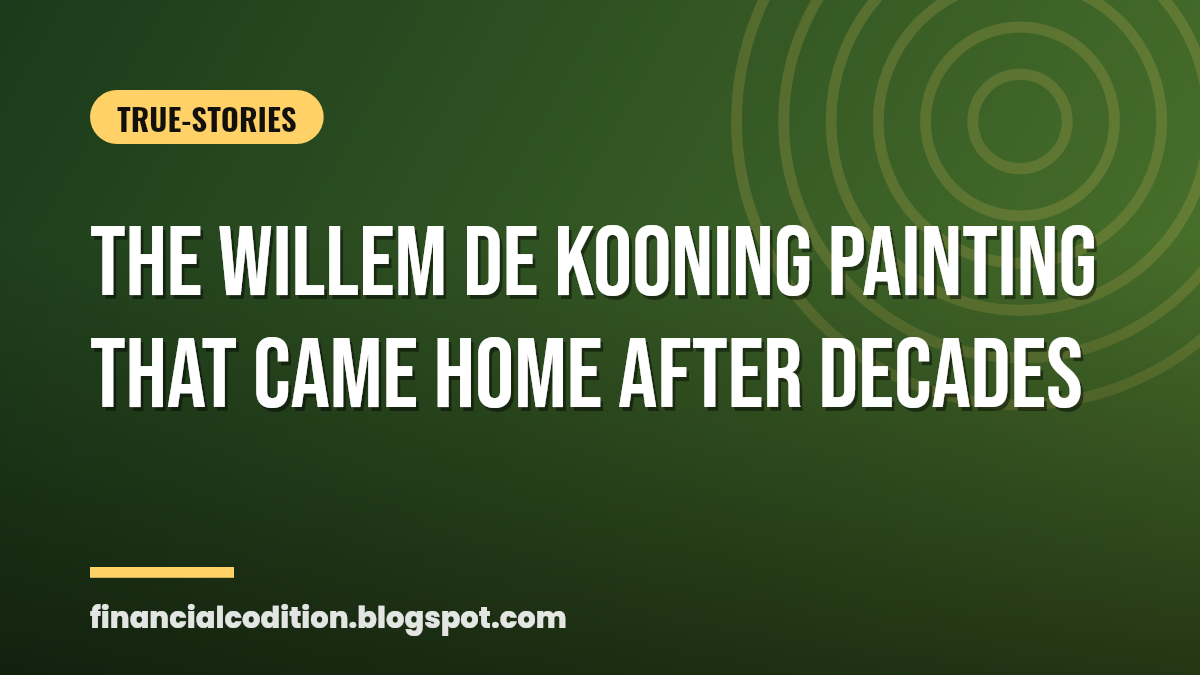 TRUE-STORIES
THE WILLEM DE KOONING PAINTING
THAT CAME HOME AFTER DECADES
financialcodition.blogspot.com